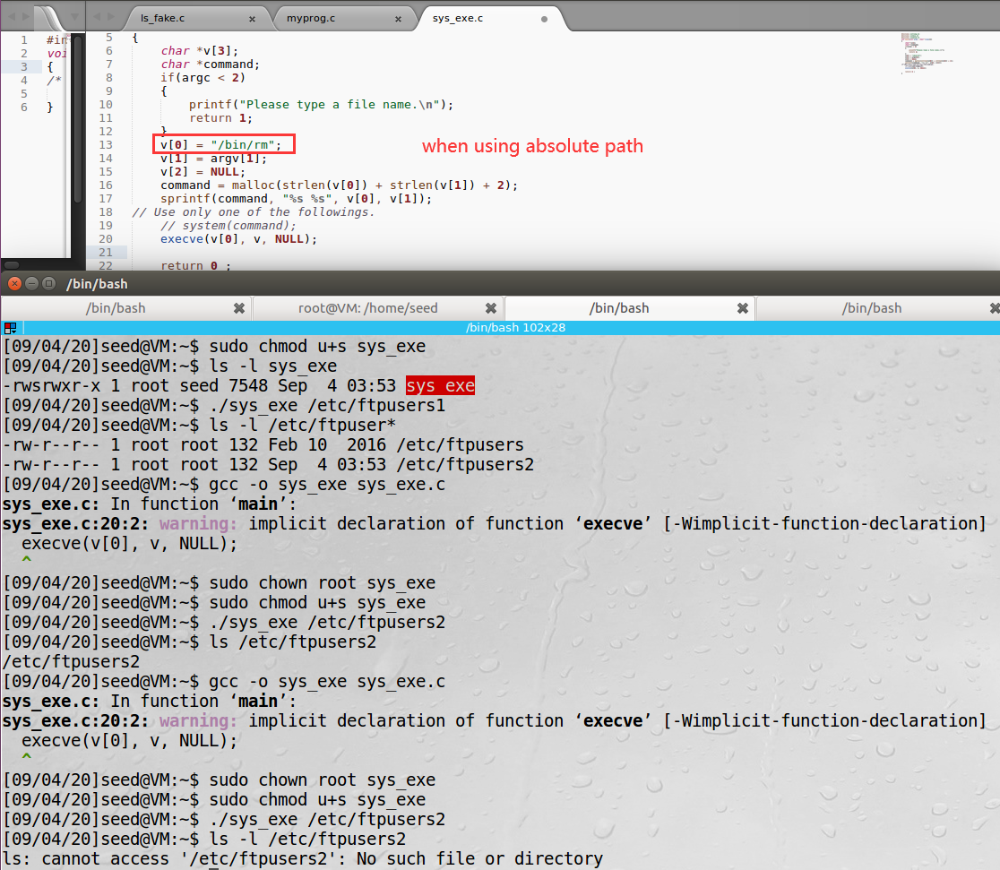 ls_fake.c × myprog.c × sys_exe.c
1 #in
2 voi
3 {
4 /*
5
6 }
5 {
6 char *v[3];
7 char *command;
8 if(argc < 2)
9 {
10 printf("Please type a file name.\n");
11 return 1;
12 }
13 v[0] = "/bin/rm";
when using absolute path
14 v[1] = argv[1];
15 v[2] = NULL;
16 command = malloc(strlen(v[0]) + strlen(v[1]) + 2);
17 sprintf(command, "%s %s", v[0], v[1]);
18 // Use only one of the followings.
19 // system(command);
20 execve(v[0], v, NULL);
21
22 return 0 ;
/bin/bash
/bin/bash root@VM: /home/seed /bin/bash /bin/bash
/bin/bash 102x28
[09/04/20]seed@VM:~$ sudo chmod u+s sys_exe
[09/04/20]seed@VM:~$ ls -l sys_exe
-rwsrwxr-x 1 root seed 7548 Sep  4 03:53 sys_exe
[09/04/20]seed@VM:~$ ./sys_exe /etc/ftpusers1
[09/04/20]seed@VM:~$ ls -l /etc/ftpuser*
-rw-r--r-- 1 root root 132 Feb 10  2016 /etc/ftpusers
-rw-r--r-- 1 root root 132 Sep  4 03:53 /etc/ftpusers2
[09/04/20]seed@VM:~$ gcc -o sys_exe sys_exe.c
sys_exe.c: In function ‘main’:
sys_exe.c:20:2: warning: implicit declaration of function ‘execve’ [-Wimplicit-function-declaration]
  execve(v[0], v, NULL);
  ^
[09/04/20]seed@VM:~$ sudo chown root sys_exe
[09/04/20]seed@VM:~$ sudo chmod u+s sys_exe
[09/04/20]seed@VM:~$ ./sys_exe /etc/ftpusers2
[09/04/20]seed@VM:~$ ls /etc/ftpusers2
/etc/ftpusers2
[09/04/20]seed@VM:~$ gcc -o sys_exe sys_exe.c
sys_exe.c: In function ‘main’:
sys_exe.c:20:2: warning: implicit declaration of function ‘execve’ [-Wimplicit-function-declaration]
  execve(v[0], v, NULL);
  ^
[09/04/20]seed@VM:~$ sudo chown root sys_exe
[09/04/20]seed@VM:~$ sudo chmod u+s sys_exe
[09/04/20]seed@VM:~$ ./sys_exe /etc/ftpusers2
[09/04/20]seed@VM:~$ ls -l /etc/ftpusers2
ls: cannot access '/etc/ftpusers2': No such file or directory